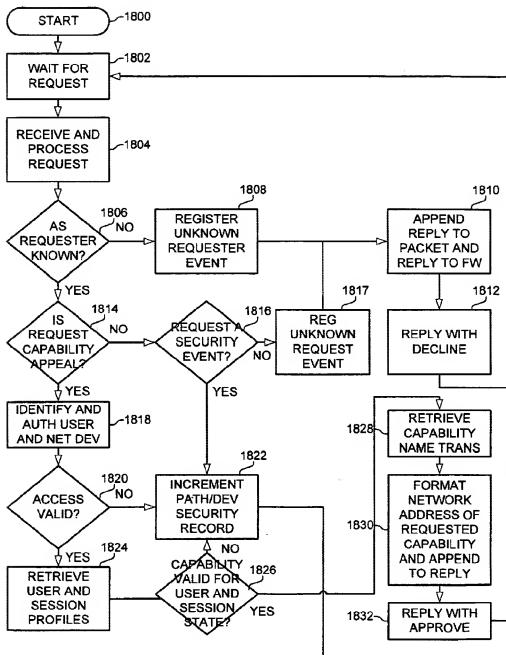 START
1800
WAIT FOR
REQUEST
1802
RECEIVE AND
PROCESS
REQUEST
1804
AS
REQUESTER
KNOWN?
1806
NO
YES
REGISTER
UNKNOWN
REQUESTER
EVENT
1808
APPEND
REPLY TO
PACKET AND
REPLY TO FW
1810
REPLY WITH
DECLINE
1812
IS
REQUEST
CAPABILITY
APPEAL?
1814
NO
YES
REQUEST A
SECURITY
EVENT?
1816
NO
YES
REG
UNKNOWN
REQUEST
EVENT
1817
IDENTIFY AND
AUTH USER
AND NET DEV
1818
ACCESS
VALID?
1820
NO
YES
INCREMENT
PATH/DEV
SECURITY
RECORD
1822
RETRIEVE
USER AND
SESSION
PROFILES
1824
CAPABILITY
VALID FOR
USER AND
SESSION
STATE?
1826
NO
YES
RETRIEVE
CAPABILITY
NAME TRANS
1828
FORMAT
NETWORK
ADDRESS OF
REQUESTED
CAPABILITY
AND APPEND
TO REPLY
1830
REPLY WITH
APPROVE
1832